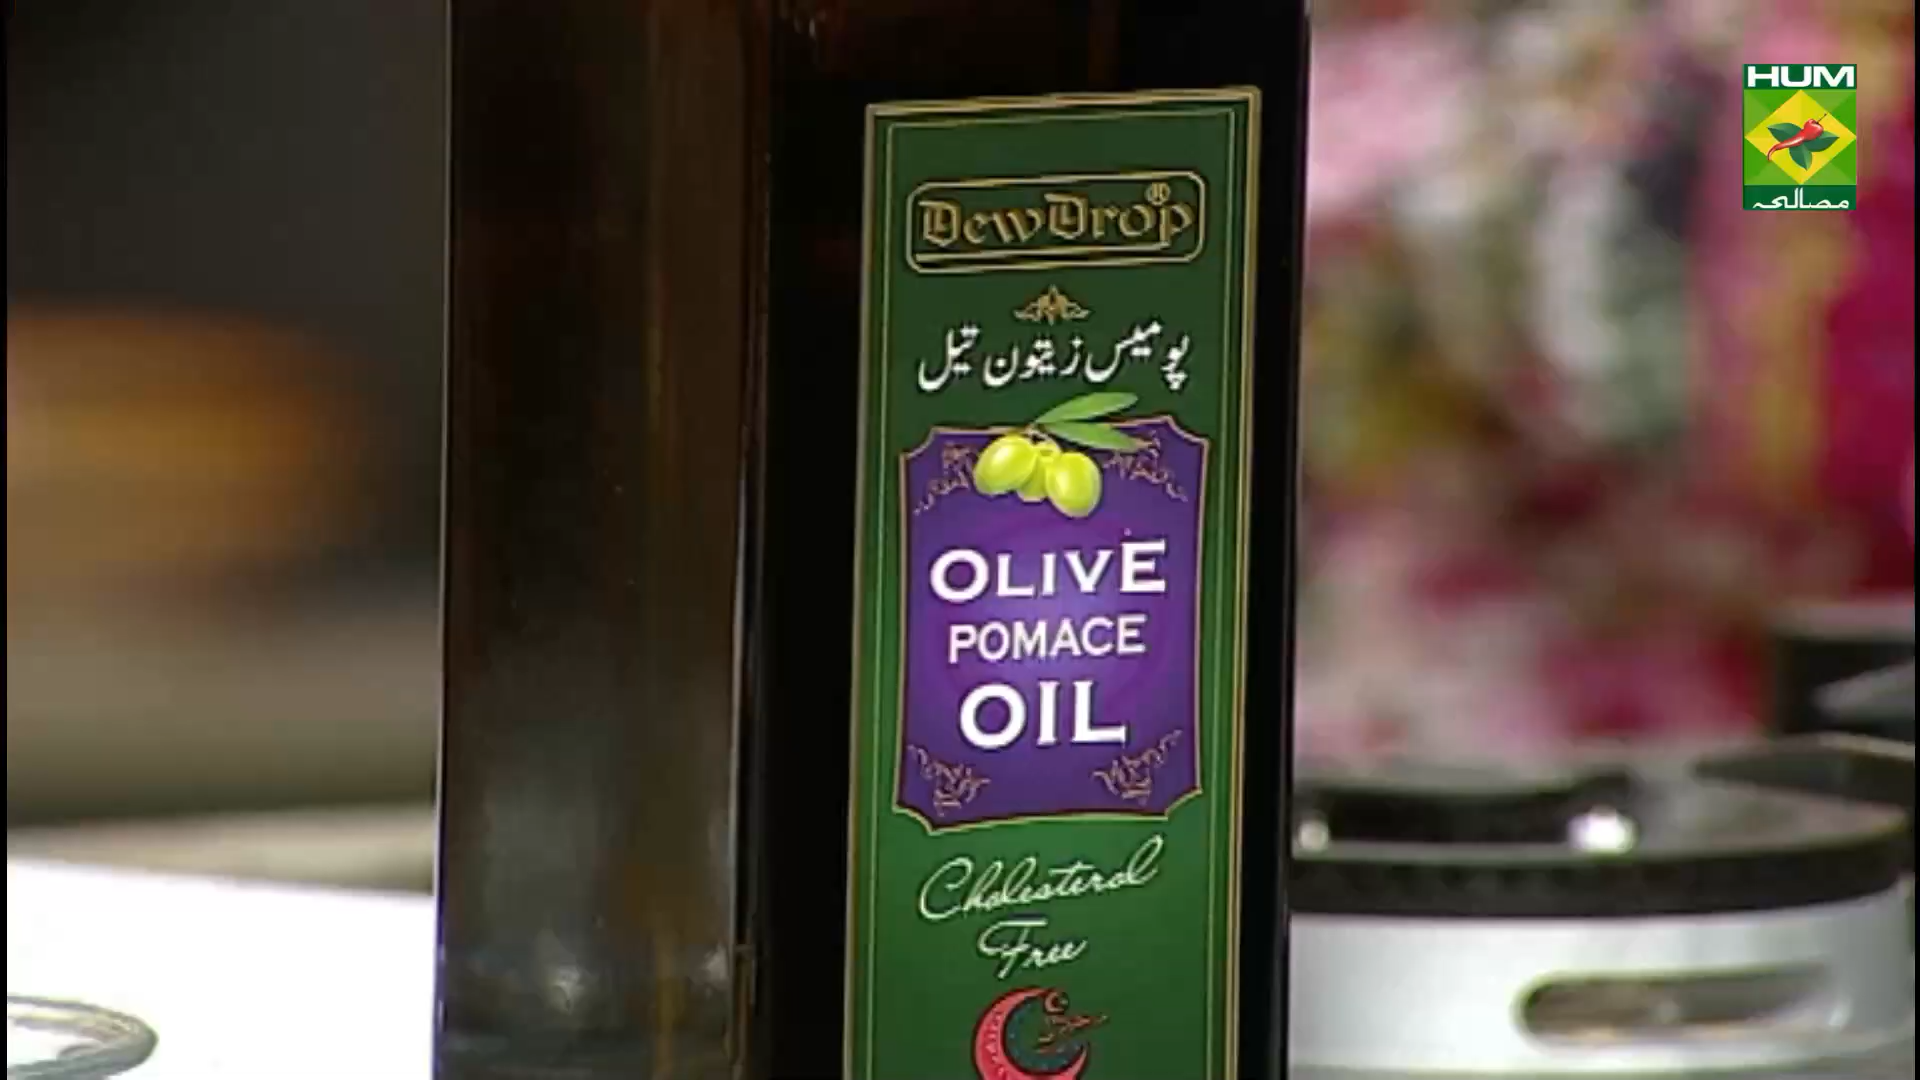 HUM
مصالحہ
DewDrop®
پومیس زیتون تیل
OLIVE
POMACE
OIL
Cholesterol
Free